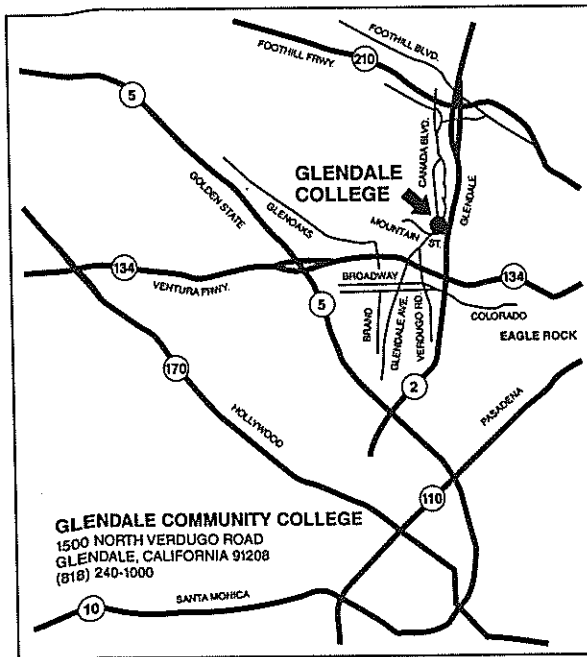 FOOTHILL BLVD.
FOOTHILL FRWY.
210
5
CANADA BLVD.
GLENDALE
COLLEGE
GLENDALE
GOLDEN STATE
GLENOAKS
MOUNTAIN
ST.
134
VENTURA FRWY.
BROADWAY
134
5
BRAND
GLENDALE AVE.
VERDUGO RD.
COLORADO
EAGLE ROCK
170
2
PASADENA
HOLLYWOOD
110
GLENDALE COMMUNITY COLLEGE
1500 NORTH VERDUGO ROAD
GLENDALE, CALIFORNIA 91208
(818) 240-1000
10
SANTA MONICA